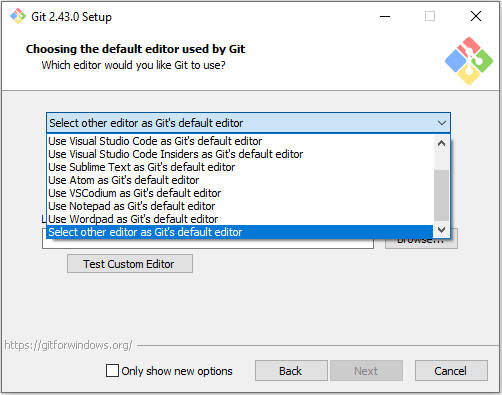 Git 2.43.0 Setup
Choosing the default editor used by Git
Which editor would you like Git to use?
Select other editor as Git's default editor
Use Visual Studio Code as Git's default editor
Use Visual Studio Code Insiders as Git's default editor
Use Sublime Text as Git's default editor
Use Atom as Git's default editor
Use VSCodium as Git's default editor
Use Notepad as Git's default editor
Use Wordpad as Git's default editor
Select other editor as Git's default editor
Browse...
Test Custom Editor
https://gitforwindows.org/
Only show new options
Back
Next
Cancel